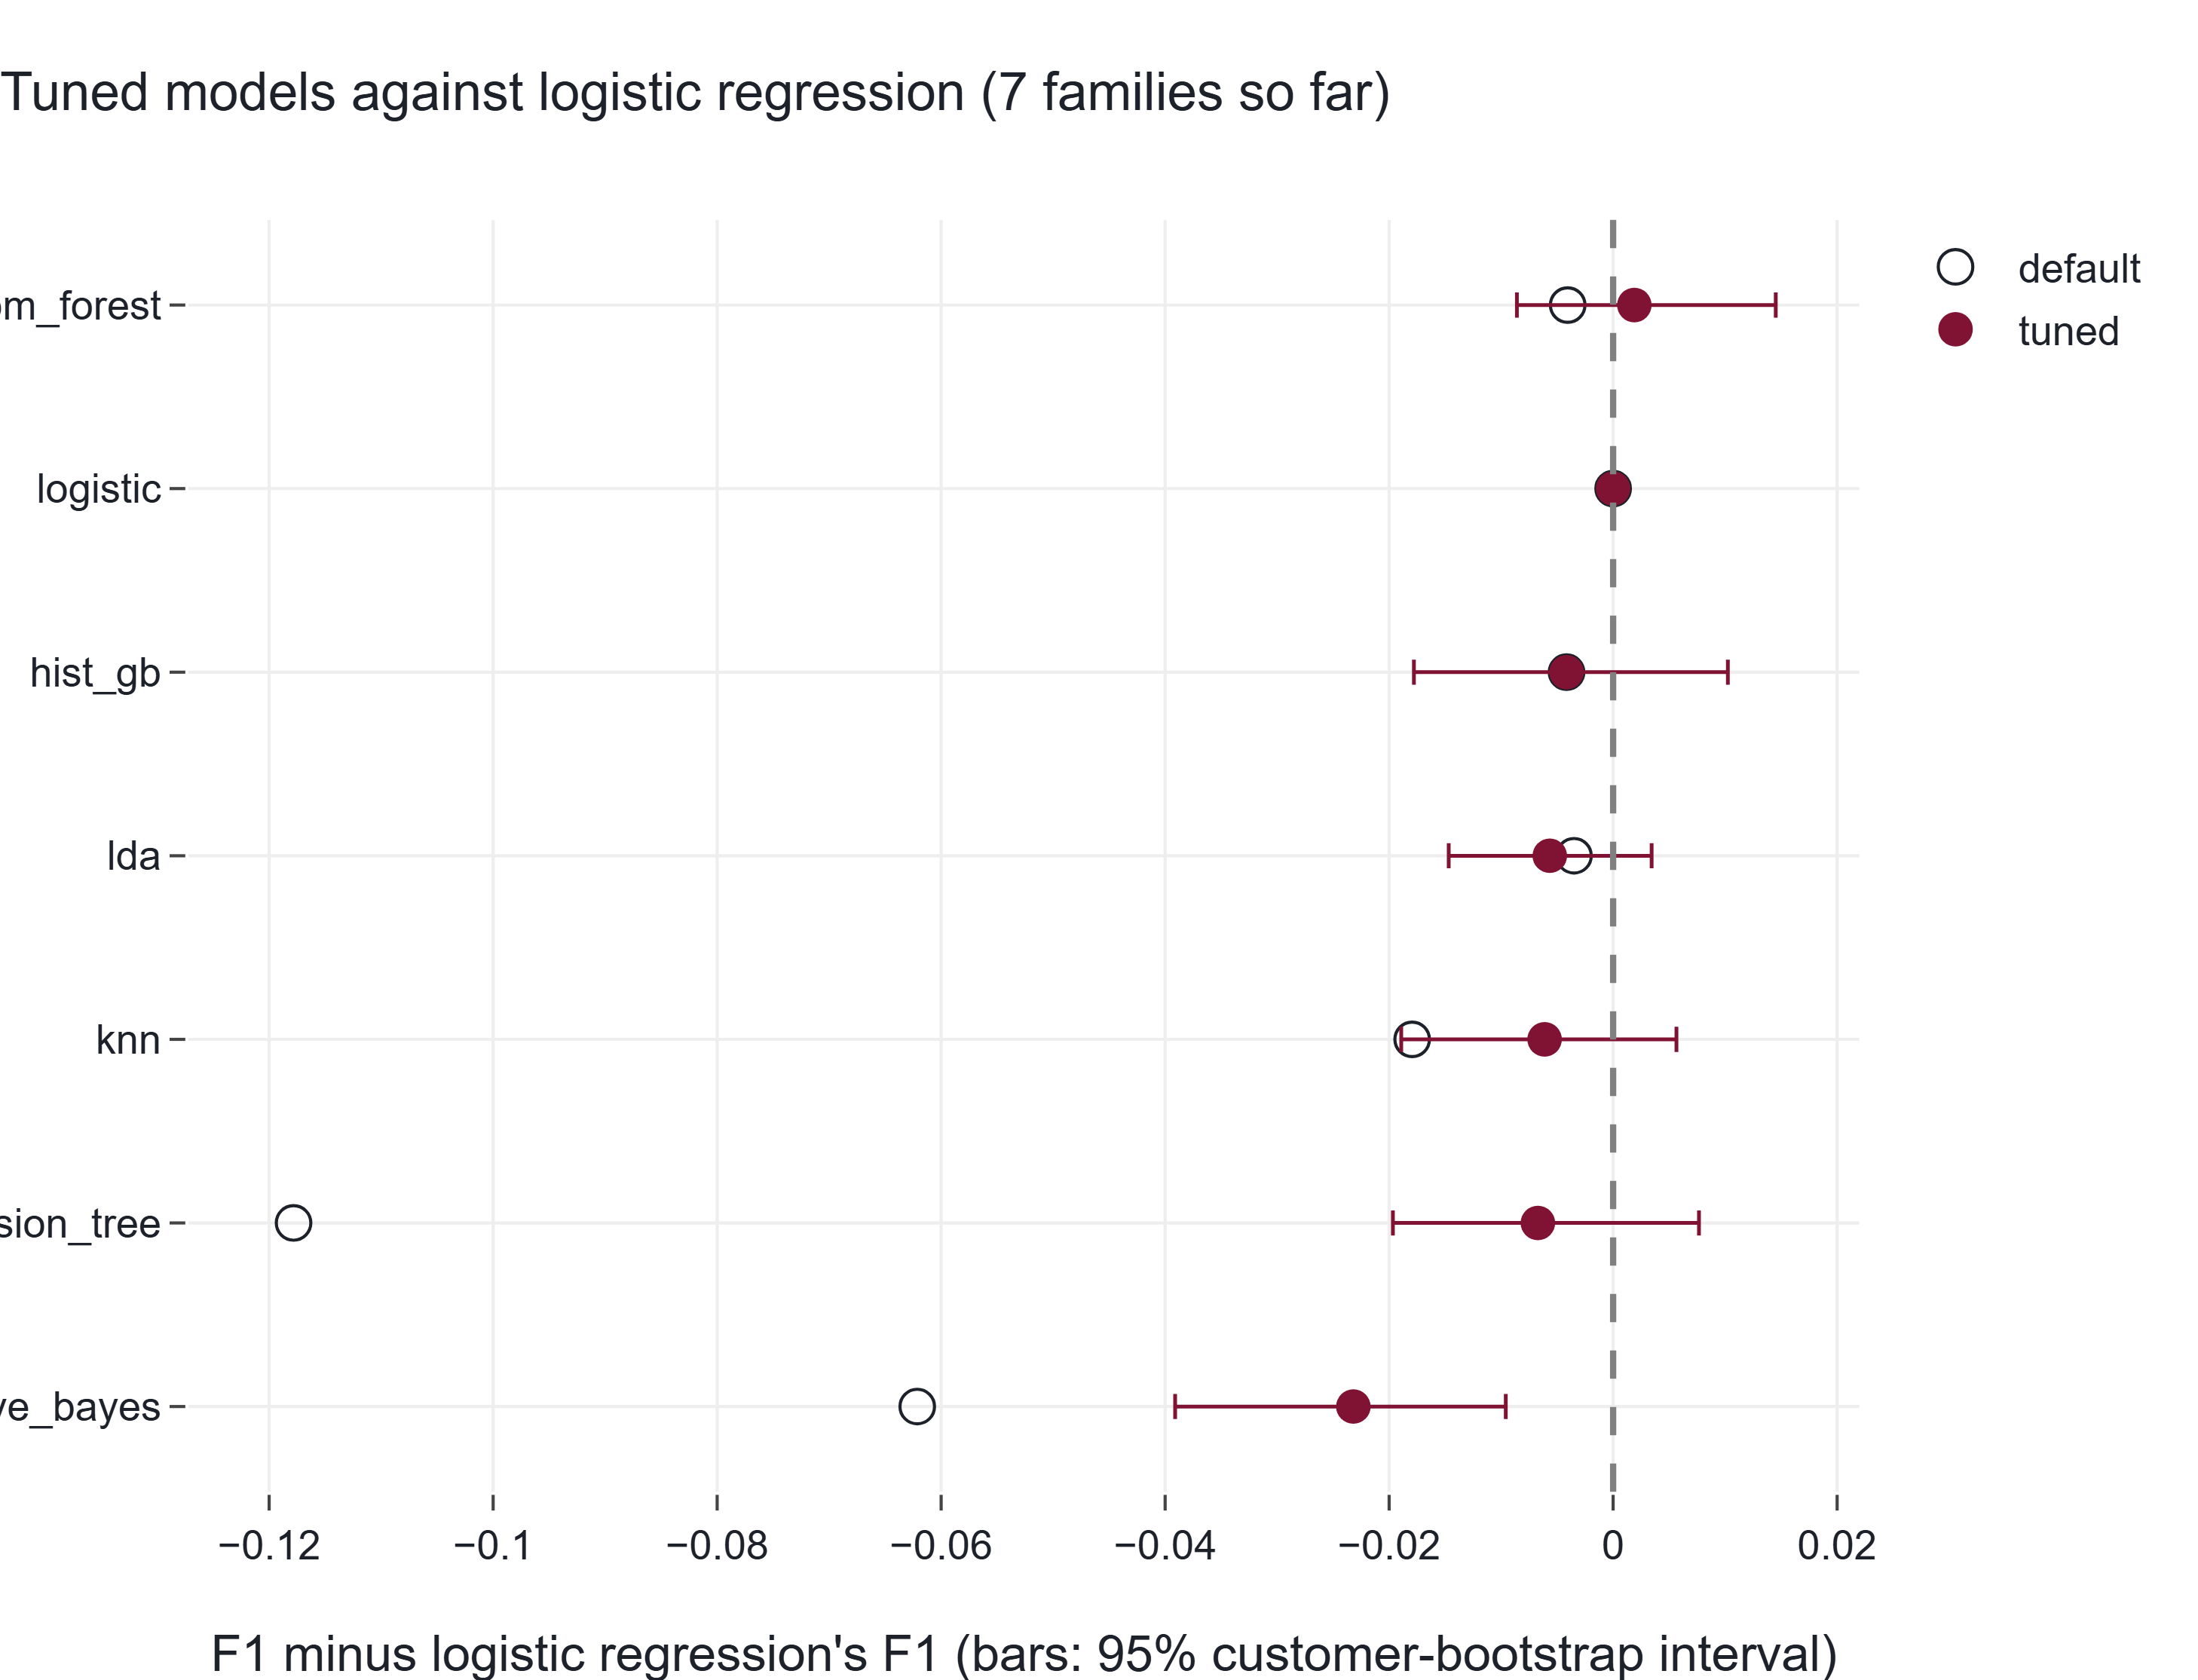 Tuned models against logistic regression (7 families so far)
default
tuned
om_forest
logistic
hist_gb
lda
knn
sion_tree
ve_bayes
−0.12 −0.1 −0.08 −0.06 −0.04 −0.02 0 0.02
F1 minus logistic regression's F1 (bars: 95% customer-bootstrap interval)